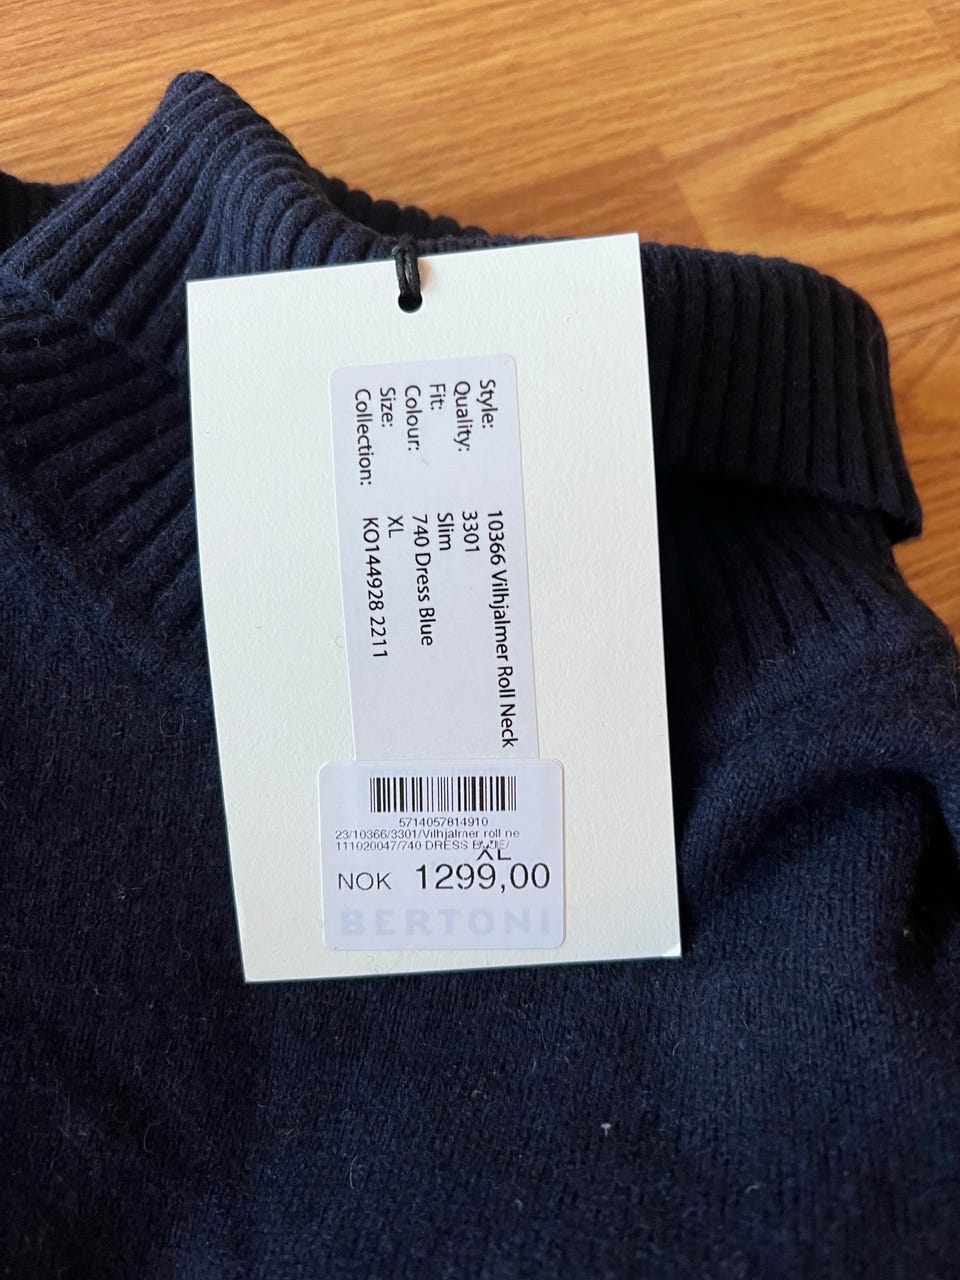 Style: 10366 Vilhjalmer Roll Neck
Quality: 3301
Fit: Slim
Colour: 740 Dress Blue
Size: XL
Collection: KO144928 2211
5714057814910
23/10366/3301/Vilhjalmer roll ne
111020047/740 DRESS BLUE/
XL
NOK 1299,00
BERTONI